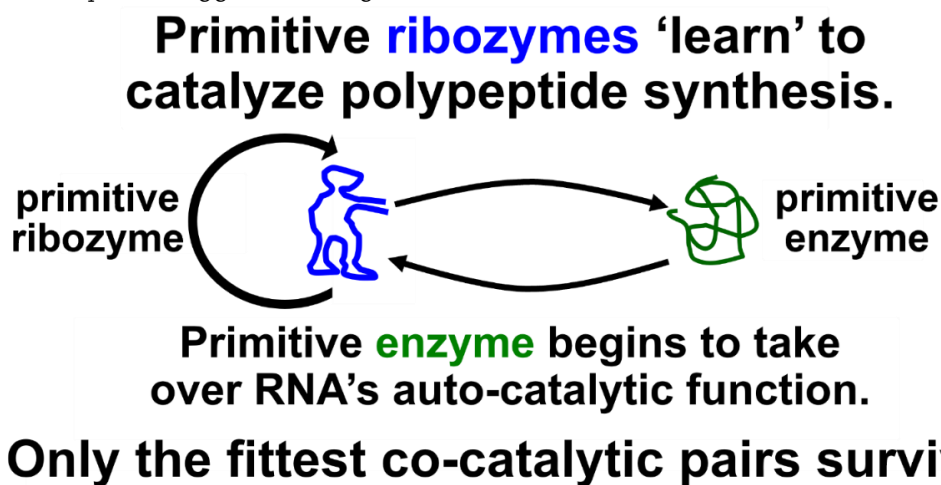 Primitive ribozymes ‘learn’ to
catalyze polypeptide synthesis.
primitive
ribozyme
primitive
enzyme
Primitive enzyme begins to take
over RNA’s auto-catalytic function.
Only the fittest co-catalytic pairs